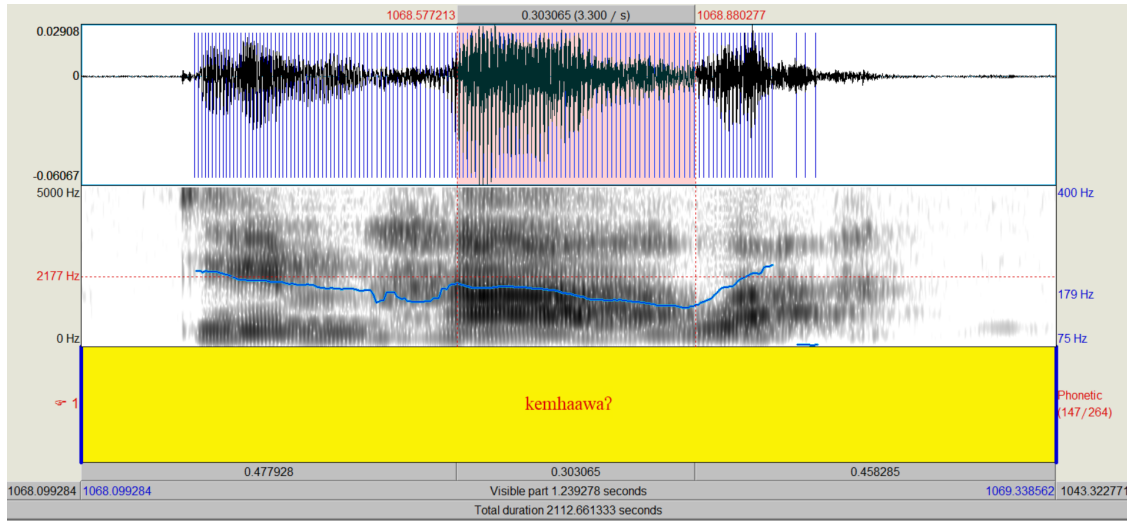 1068.577213 0.303065 (3.300 / s) 1068.880277
0.02908
0
-0.06067
5000 Hz 400 Hz
2177 Hz
179 Hz
0 Hz 75 Hz
1 kemhaawaʔ Phonetic
(147/264)
0.477928 0.303065 0.458285
1068.099284 1068.099284 Visible part 1.239278 seconds 1069.338562 1043.322771
Total duration 2112.661333 seconds